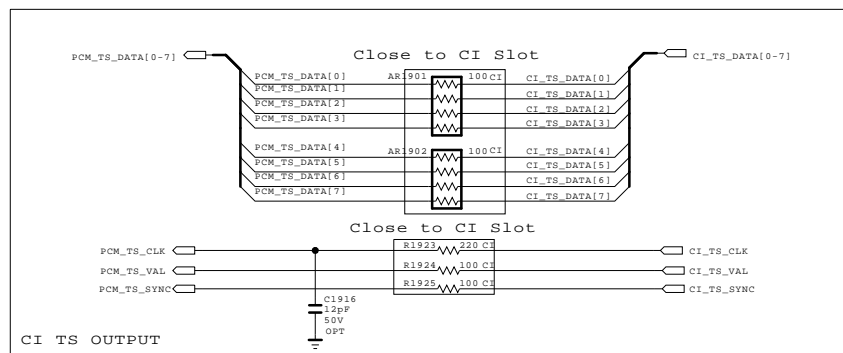 Close to CI Slot
PCM_TS_DATA[0-7]
CI_TS_DATA[0-7]
PCM_TS_DATA[0]
AR1901
100 CI
CI_TS_DATA[0]
PCM_TS_DATA[1]
CI_TS_DATA[1]
PCM_TS_DATA[2]
CI_TS_DATA[2]
PCM_TS_DATA[3]
CI_TS_DATA[3]
PCM_TS_DATA[4]
AR1902
100 CI
CI_TS_DATA[4]
PCM_TS_DATA[5]
CI_TS_DATA[5]
PCM_TS_DATA[6]
CI_TS_DATA[6]
PCM_TS_DATA[7]
CI_TS_DATA[7]
Close to CI Slot
PCM_TS_CLK
R1923
220 CI
CI_TS_CLK
PCM_TS_VAL
R1924
100 CI
CI_TS_VAL
PCM_TS_SYNC
R1925
100 CI
CI_TS_SYNC
C1916
12pF
50V
OPT
CI TS OUTPUT